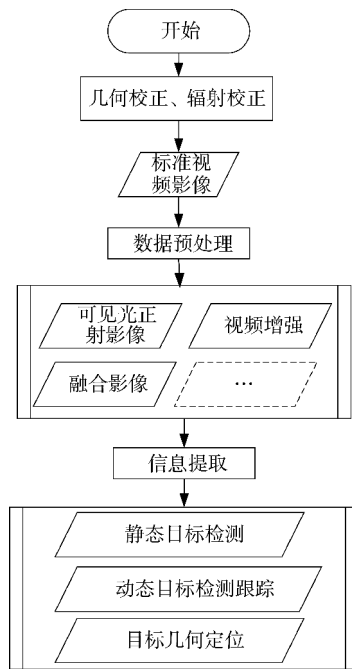 开始
几何校正、辐射校正
标准视
频影像
数据预处理
可见光正
射影像
视频增强
融合影像
…
信息提取
静态目标检测
动态目标检测跟踪
目标几何定位